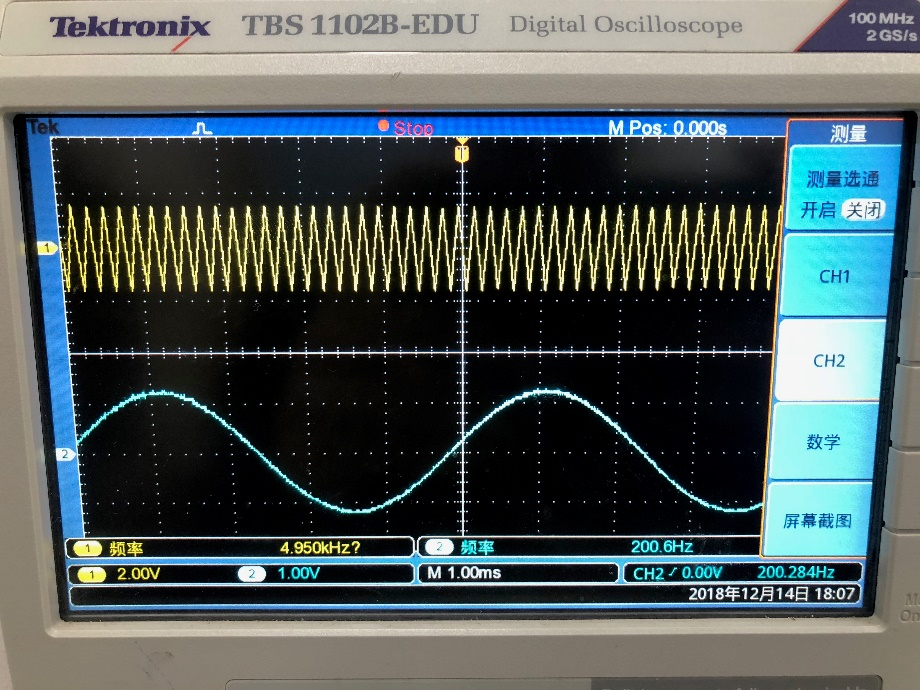 Tektronix TBS 1102B-EDU Digital Oscilloscope 100 MHz
2 GS/s
Tek Stop M Pos: 0.000s 测量
T
测量选通
开启 关闭
1
CH1
CH2
2
数学
屏幕截图
1 频率 4.950kHz? 2 频率 200.6Hz
1 2.00V 2 1.00V M 1.00ms CH2 0.00V 200.284Hz
2018年12月14日 18:07